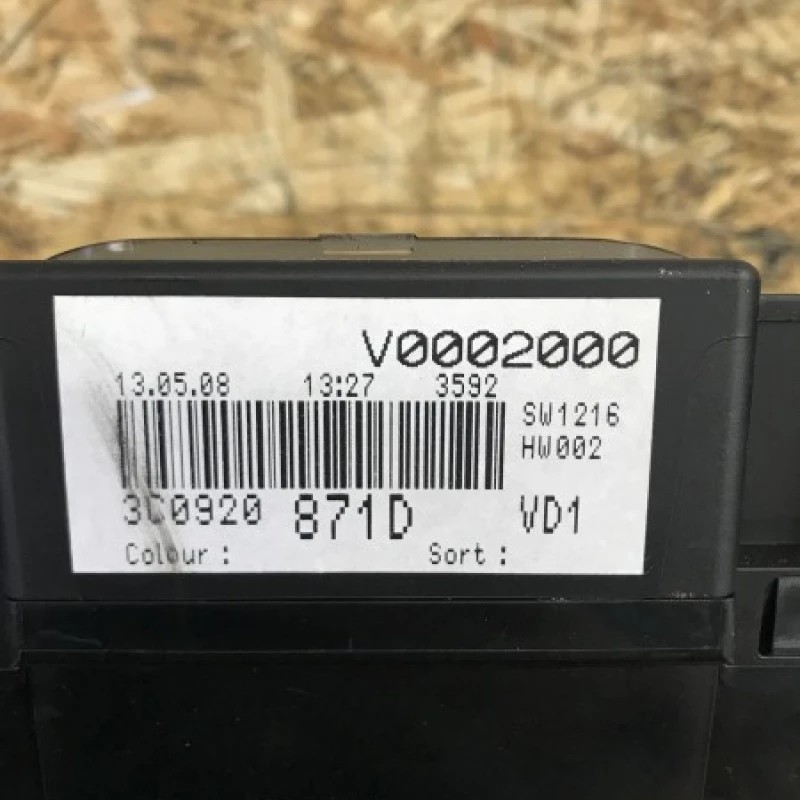 V0002000
13.05.08 13:27 3592
SW1216
HW002
3C0920 871D VD1
Colour : Sort :